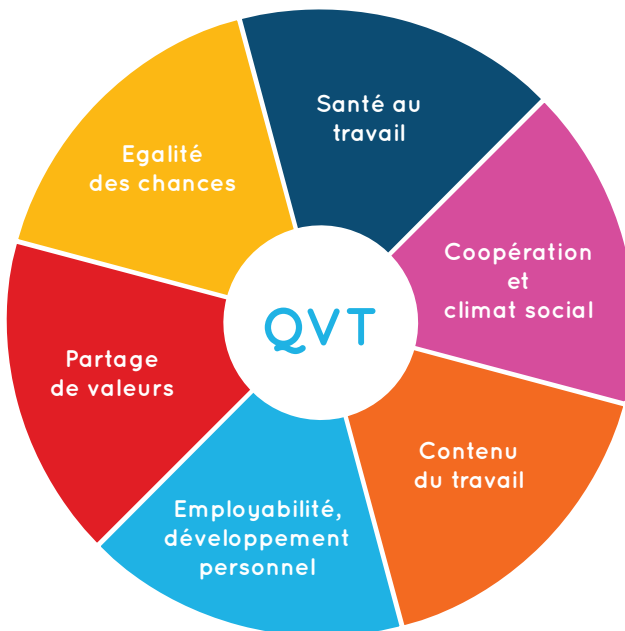 Santé au
travail
Coopération
et
climat social
Contenu
du travail
Employabilité,
développement
personnel
Partage
de valeurs
Egalité
des chances
QVT